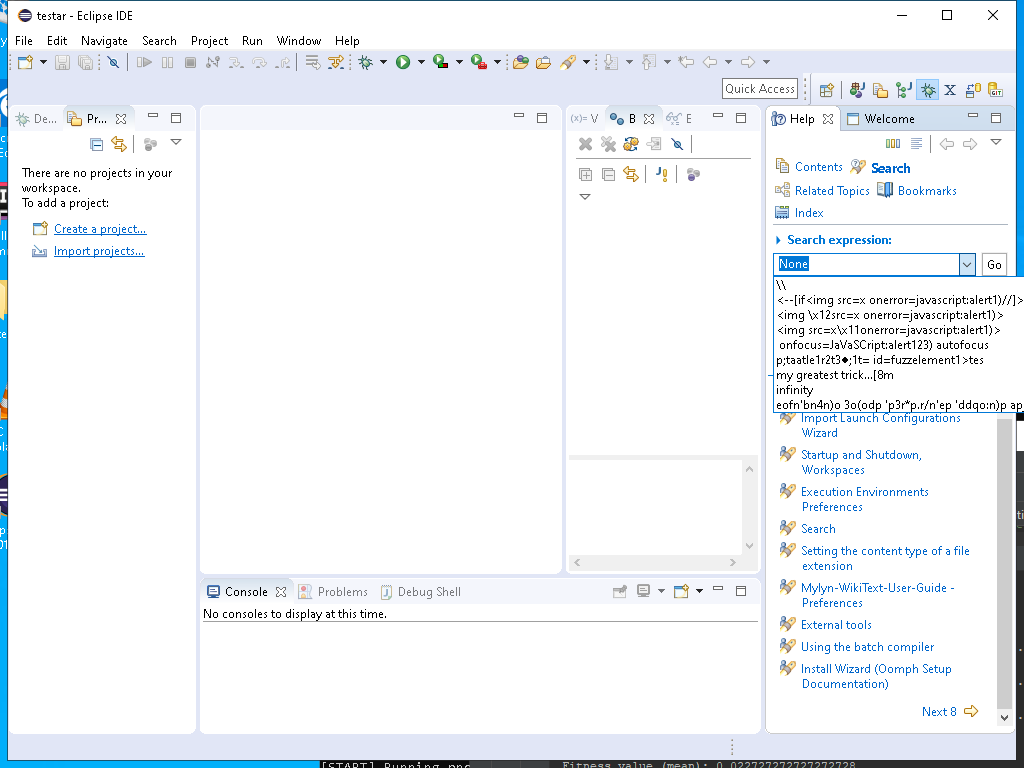 testar - Eclipse IDE
File Edit Navigate Search Project Run Window Help
Quick Access
De... Pr...
There are no projects in your
workspace.
To add a project:
Create a project...
Import projects...
(x)= V B E
Help Welcome
Contents Search
Related Topics Bookmarks
Index
Search expression:
None Go
\\
<--[if<img src=x onerror=javascript:alert1)//]>
<img \x12src=x onerror=javascript:alert1)>
<img src=x\x11onerror=javascript:alert1)>
onfocus=JaVaSCript:alert123) autofocus
p;taatle1r2t3◆;1t= id=fuzzelement1>tes
my greatest trick...[8m
infinity
eofn'bn4n)o 3o(odp 'p3r*p.r/n'ep 'ddqo:n)p ap
Import Launch Configurations
Wizard
Startup and Shutdown,
Workspaces
Execution Environments
Preferences
Search
Setting the content type of a file
extension
Mylyn-WikiText-User-Guide -
Preferences
External tools
Using the batch compiler
Install Wizard (Oomph Setup
Documentation)
Next 8
Console Problems Debug Shell
No consoles to display at this time.
Fitness value (mean): 0.022727272727272728